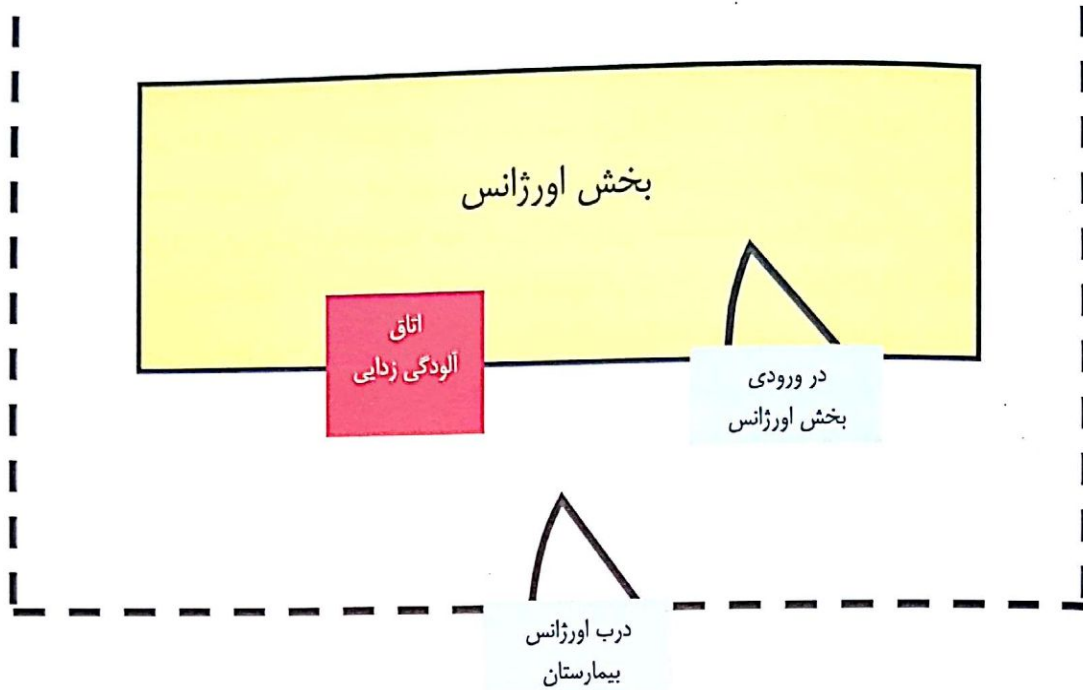 بخش اورژانس
اتاق
آلودگی زدایی
در ورودی
بخش اورژانس
درب اورژانس
بیمارستان